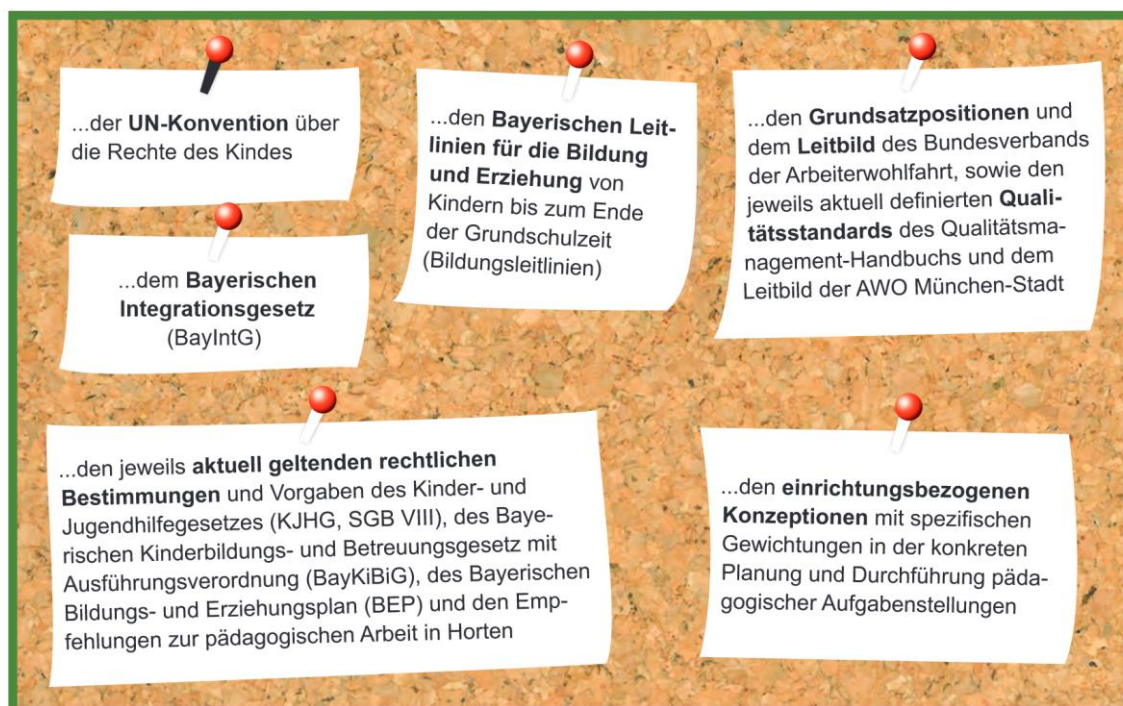 ...der UN-Konvention über
die Rechte des Kindes
...dem Bayerischen
Integrationsgesetz
(BayIntG)
...den Bayerischen Leit-
linien für die Bildung
und Erziehung von
Kindern bis zum Ende
der Grundschulzeit
(Bildungsleitlinien)
...den Grundsatzpositionen und
dem Leitbild des Bundesverbands
der Arbeiterwohlfahrt, sowie den
jeweils aktuell definierten Quali-
tätsstandards des Qualitätsma-
nagement-Handbuchs und dem
Leitbild der AWO München-Stadt
...den jeweils aktuell geltenden rechtlichen
Bestimmungen und Vorgaben des Kinder- und
Jugendhilfegesetzes (KJHG, SGB VIII), des Baye-
rischen Kinderbildungs- und Betreuungsgesetz mit
Ausführungsverordnung (BayKiBiG), des Bayerischen
Bildungs- und Erziehungsplan (BEP) und den Emp-
fehlungen zur pädagogischen Arbeit in Horten
...den einrichtungsbezogenen
Konzeptionen mit spezifischen
Gewichtungen in der konkreten
Planung und Durchführung päda-
gogischer Aufgabenstellungen